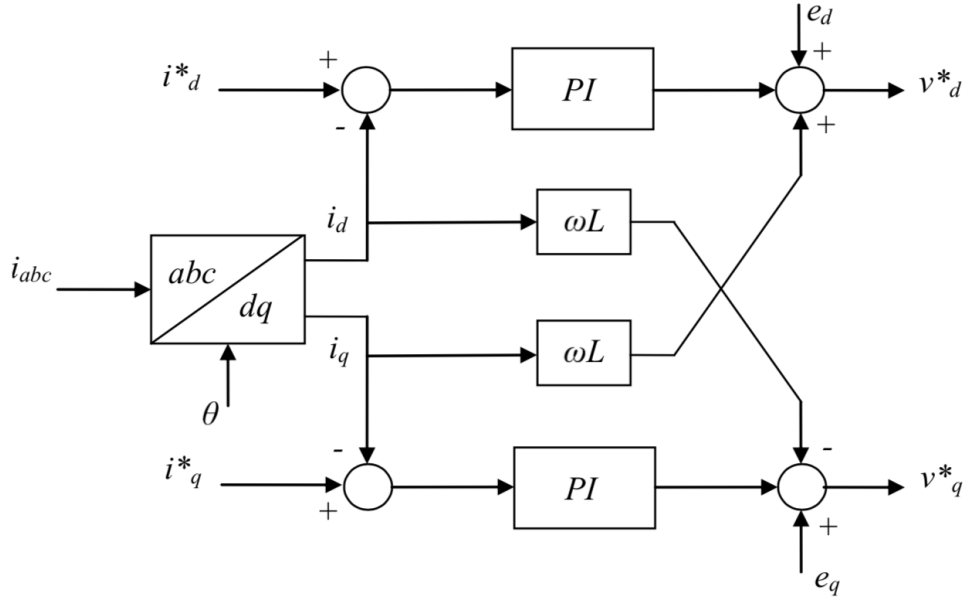 e_d
+ +
i*_d PI v*_d
- +
i_d ωL
i_abc abc
dq
i_q ωL
θ
- -
i*_q PI v*_q
+ +
e_q